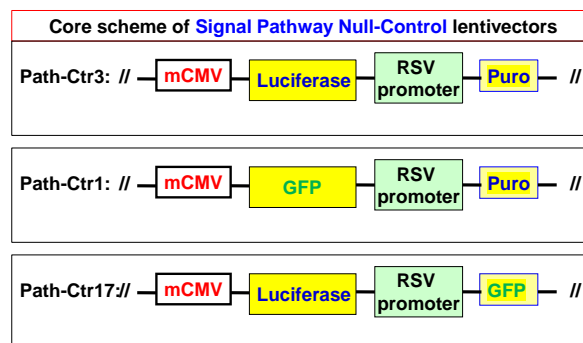 Core scheme of Signal Pathway Null-Control lentivectors
Path-Ctr3: // mCMV Luciferase RSV promoter Puro //
Path-Ctr1: // mCMV GFP RSV promoter Puro //
Path-Ctr17:// mCMV Luciferase RSV promoter GFP //